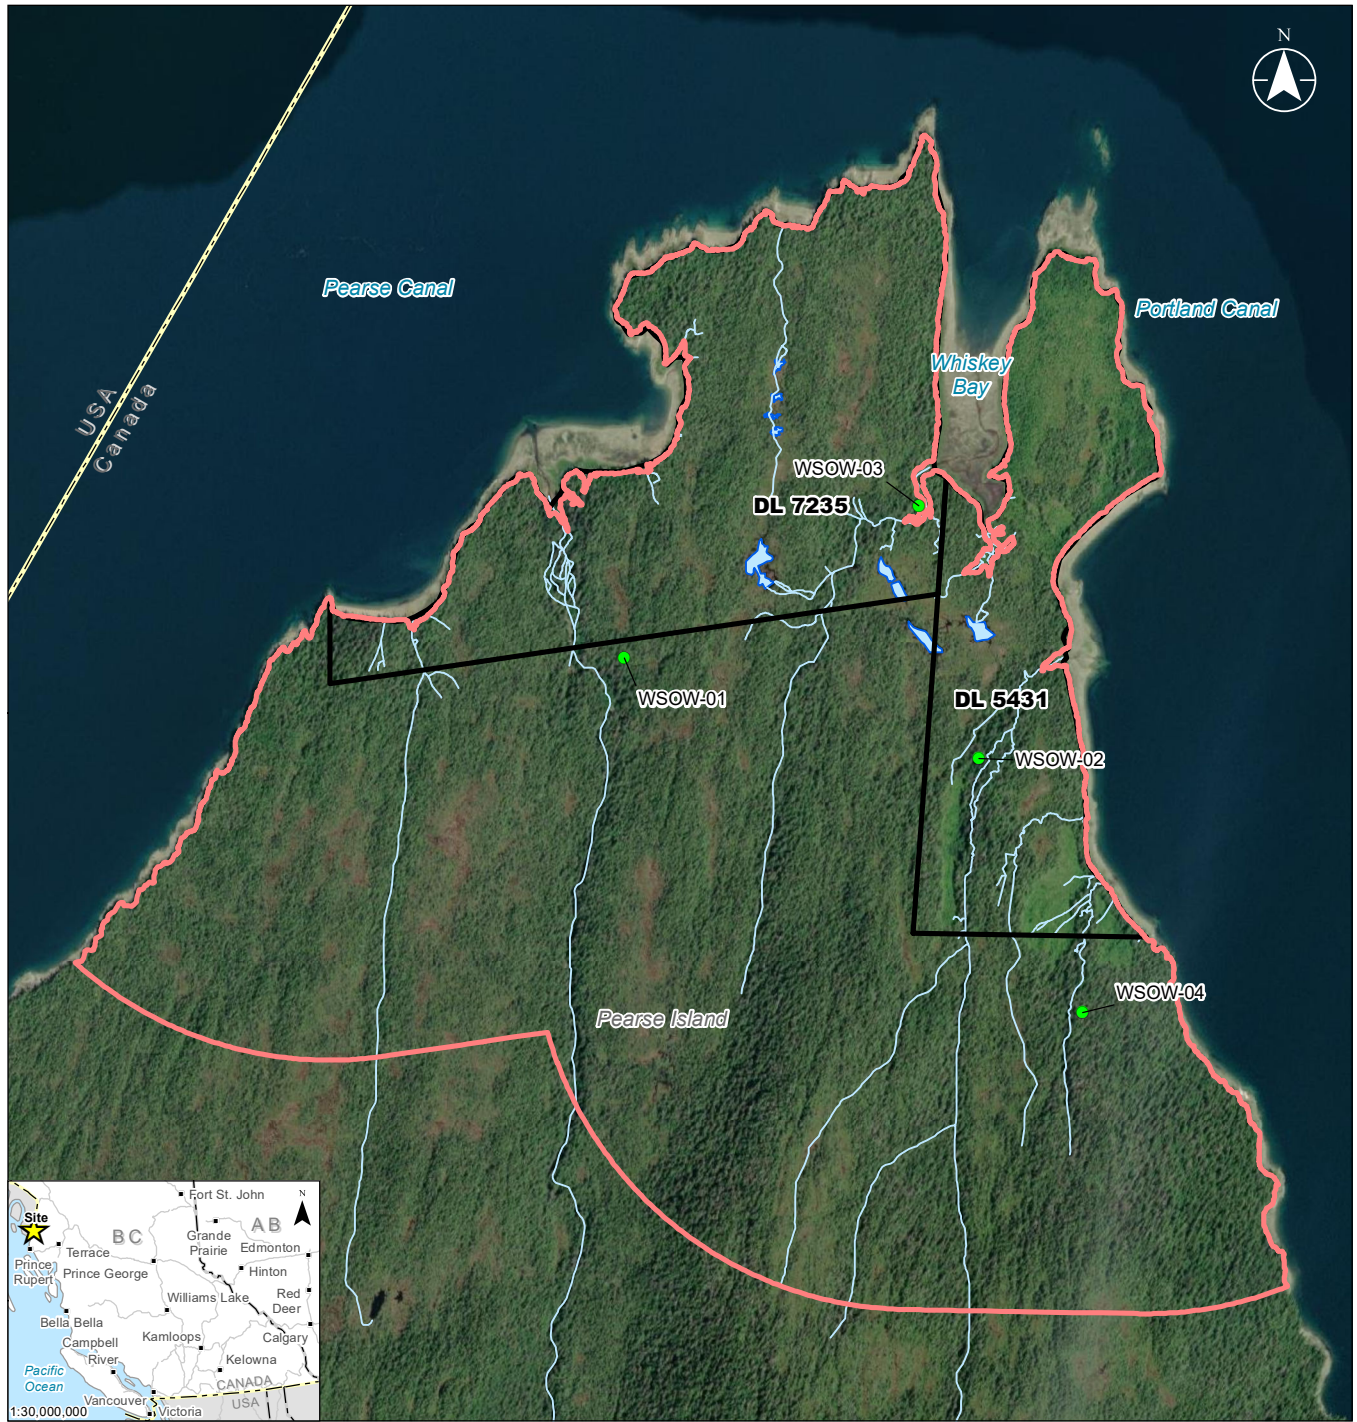 N
Pearse Canal
Portland Canal
Whiskey
Bay
USA
Canada
WSOW-03
DL 7235
WSOW-01
DL 5431
WSOW-02
WSOW-04
Pearse Island
N
Fort St. John
Site
BC
AB
Grande
Prairie
Edmonton
Terrace
Prince
Rupert
Prince George
Hinton
Red
Deer
Williams Lake
Bella Bella
Campbell
River
Kamloops
Calgary
Kelowna
Pacific
Ocean
CANADA
USA
Vancouver
Victoria
1:30,000,000